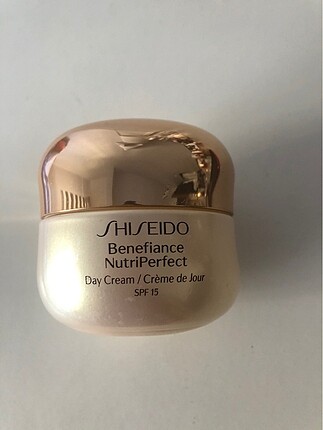 SHISEIDO
Benefiance
NutriPerfect
Day Cream / Crème de Jour
SPF 15